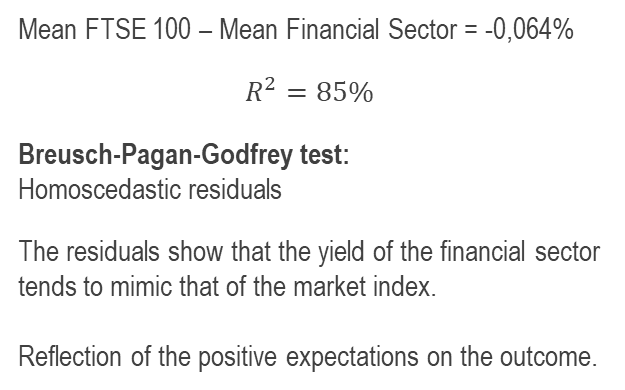 Mean FTSE 100 – Mean Financial Sector = -0,064%
R² = 85%
Breusch-Pagan-Godfrey test:
Homoscedastic residuals
The residuals show that the yield of the financial sector
tends to mimic that of the market index.
Reflection of the positive expectations on the outcome.